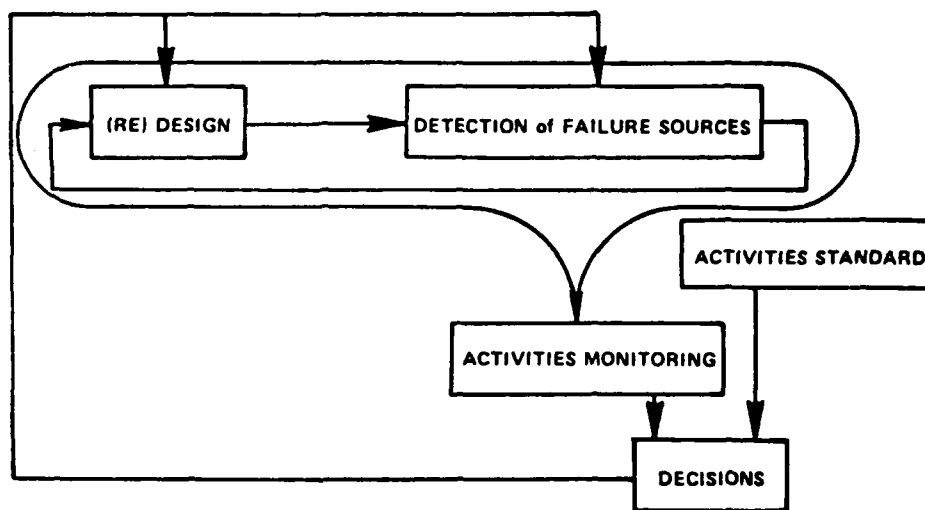 (RE) DESIGN
DETECTION of FAILURE SOURCES
ACTIVITIES STANDARD
ACTIVITIES MONITORING
DECISIONS